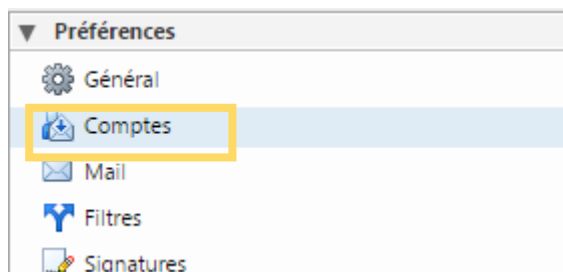 Préférences
Général
Comptes
Mail
Filtres
Signatures